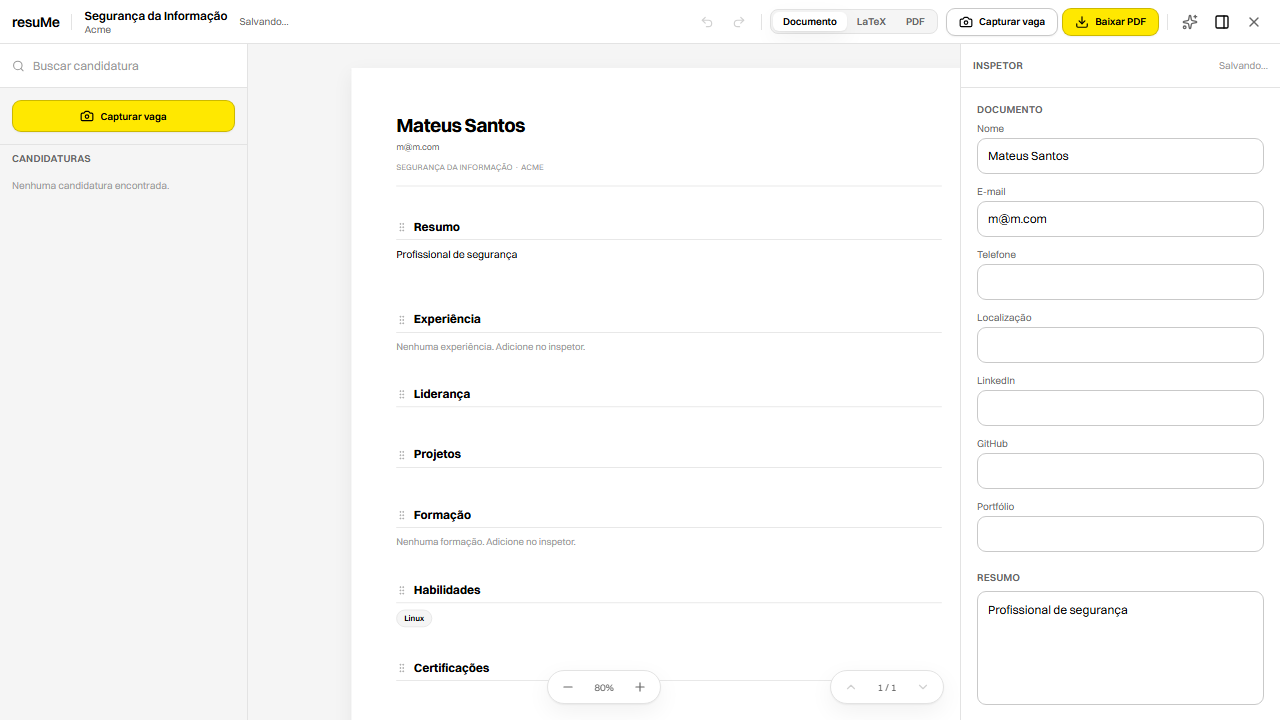 resuMe
Segurança da Informação
Acme
Salvando...
Documento
LaTeX
PDF
Capturar vaga
Baixar PDF
Buscar candidatura
Capturar vaga
CANDIDATURAS
Nenhuma candidatura encontrada.
Mateus Santos
m@m.com
SEGURANÇA DA INFORMAÇÃO · ACME
Resumo
Profissional de segurança
Experiência
Nenhuma experiência. Adicione no inspetor.
Liderança
Projetos
Formação
Nenhuma formação. Adicione no inspetor.
Habilidades
Linux
Certificações
80%
1 / 1
INSPETOR
Salvando...
DOCUMENTO
Nome
Mateus Santos
E-mail
m@m.com
Telefone
Localização
LinkedIn
GitHub
Portfólio
RESUMO
Profissional de segurança